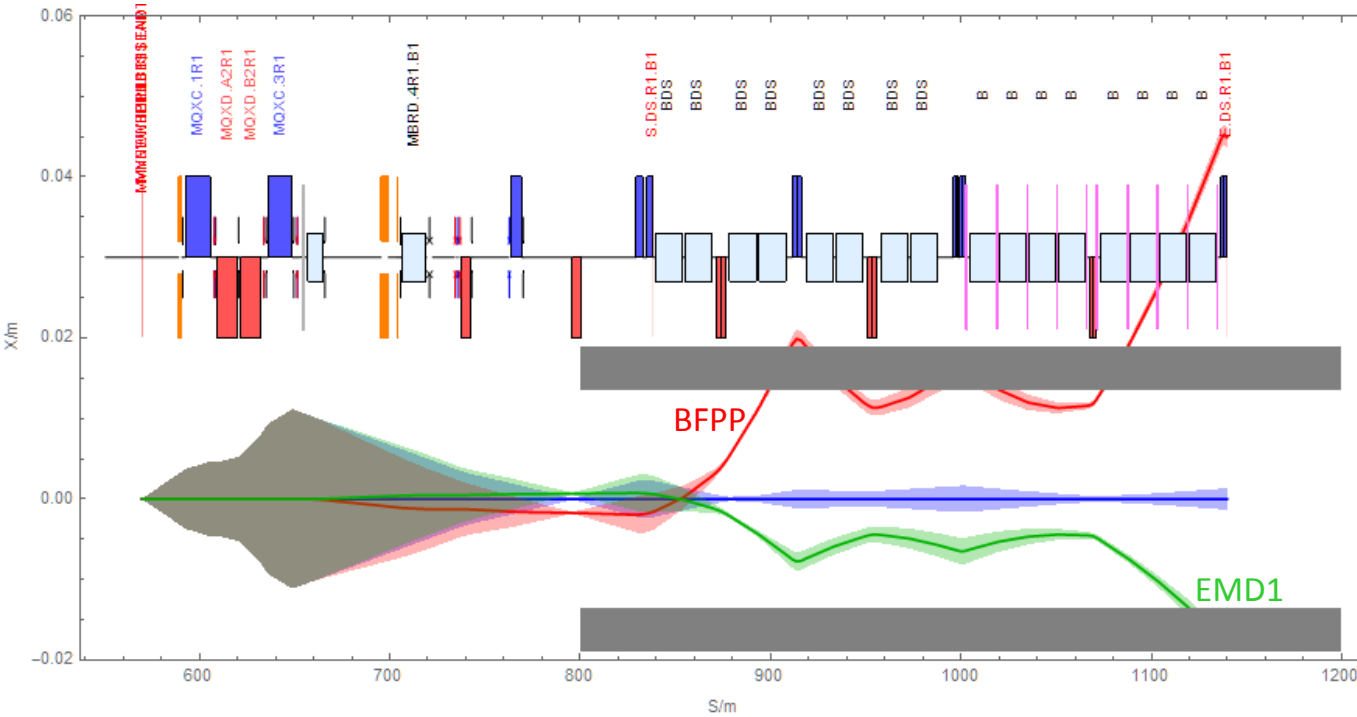 0.06
MQXC.1R1
MQXD.A2R1
MQXD.B2R1
MQXC.3R1
MBRD.4R1.B1
S.DS.R1.B1
BDS
BDS
BDS
BDS
BDS
BDS
BDS
BDS
B
B
B
B
B
B
B
B
E.DS.R1.B1
0.04
0.02
X/m
BFPP
0.00
EMD1
−0.02
600
700
800
900
1000
1100
1200
S/m